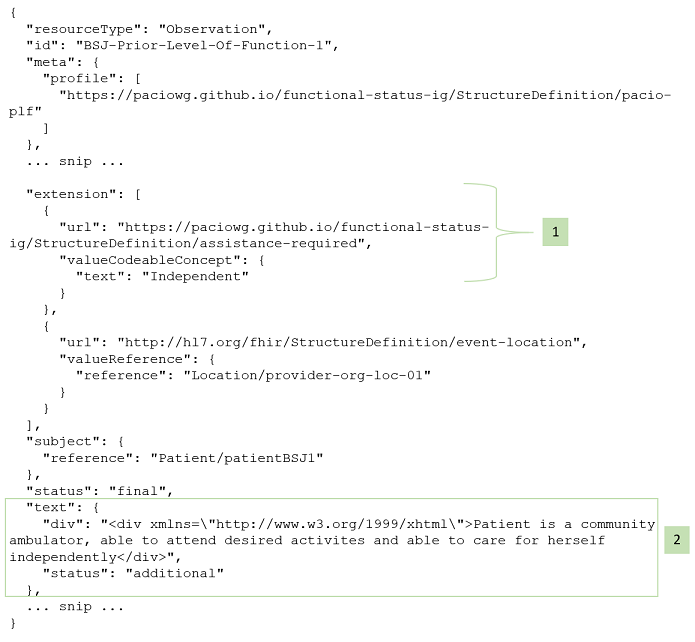 {
  "resourceType": "Observation",
  "id": "BSJ-Prior-Level-Of-Function-1",
  "meta": {
    "profile": [
      "https://paciowg.github.io/functional-status-ig/StructureDefinition/pacio-
plf"
    ]
  },
  ... snip ...
  "extension": [
    {
      "url": "https://paciowg.github.io/functional-status-
ig/StructureDefinition/assistance-required",
      "valueCodeableConcept": {
        "text": "Independent"
      }
    },
    {
      "url": "http://hl7.org/fhir/StructureDefinition/event-location",
      "valueReference": {
        "reference": "Location/provider-org-loc-01"
      }
    }
  ],
  "subject": {
    "reference": "Patient/patientBSJ1"
  },
  "status": "final",
  "text": {
    "div": "<div xmlns=\"http://www.w3.org/1999/xhtml\">Patient is a community
ambulator, able to attend desired activites and able to care for herself
independently</div>",
    "status": "additional"
  },
  ... snip ...
}
1
2